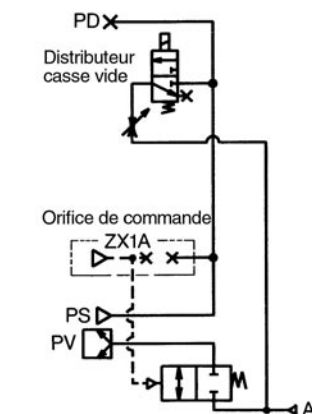 PD
Distributeur
casse vide
Orifice de commande
ZX1A
PS
PV
A